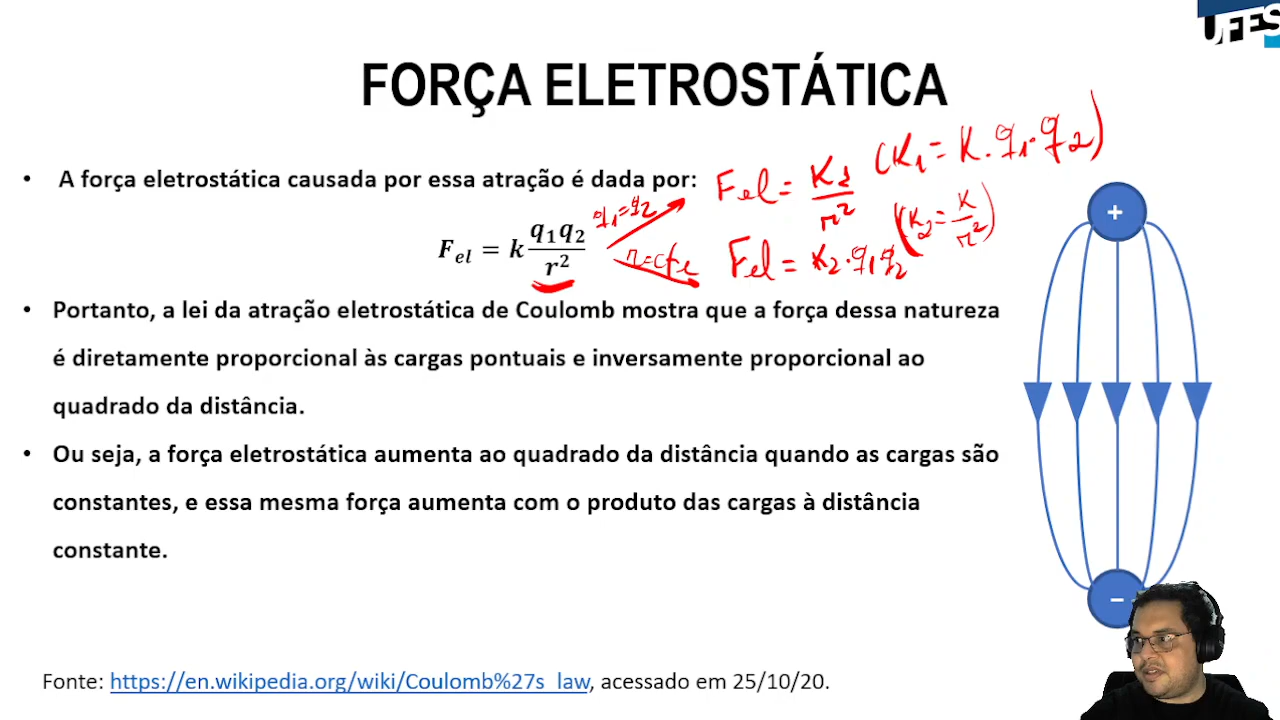 UFES
FORÇA ELETROSTÁTICA
• A força eletrostática causada por essa atração é dada por:
Fel = K1/r² (K1 = K.q1.q2)
q1=q2
Fel = k q1q2/r²
r=cte
Fel = K2.q1q2 (K2 = K/r²)
• Portanto, a lei da atração eletrostática de Coulomb mostra que a força dessa natureza
é diretamente proporcional às cargas pontuais e inversamente proporcional ao
quadrado da distância.
• Ou seja, a força eletrostática aumenta ao quadrado da distância quando as cargas são
constantes, e essa mesma força aumenta com o produto das cargas à distância
constante.
+
−
Fonte: https://en.wikipedia.org/wiki/Coulomb%27s_law, acessado em 25/10/20.